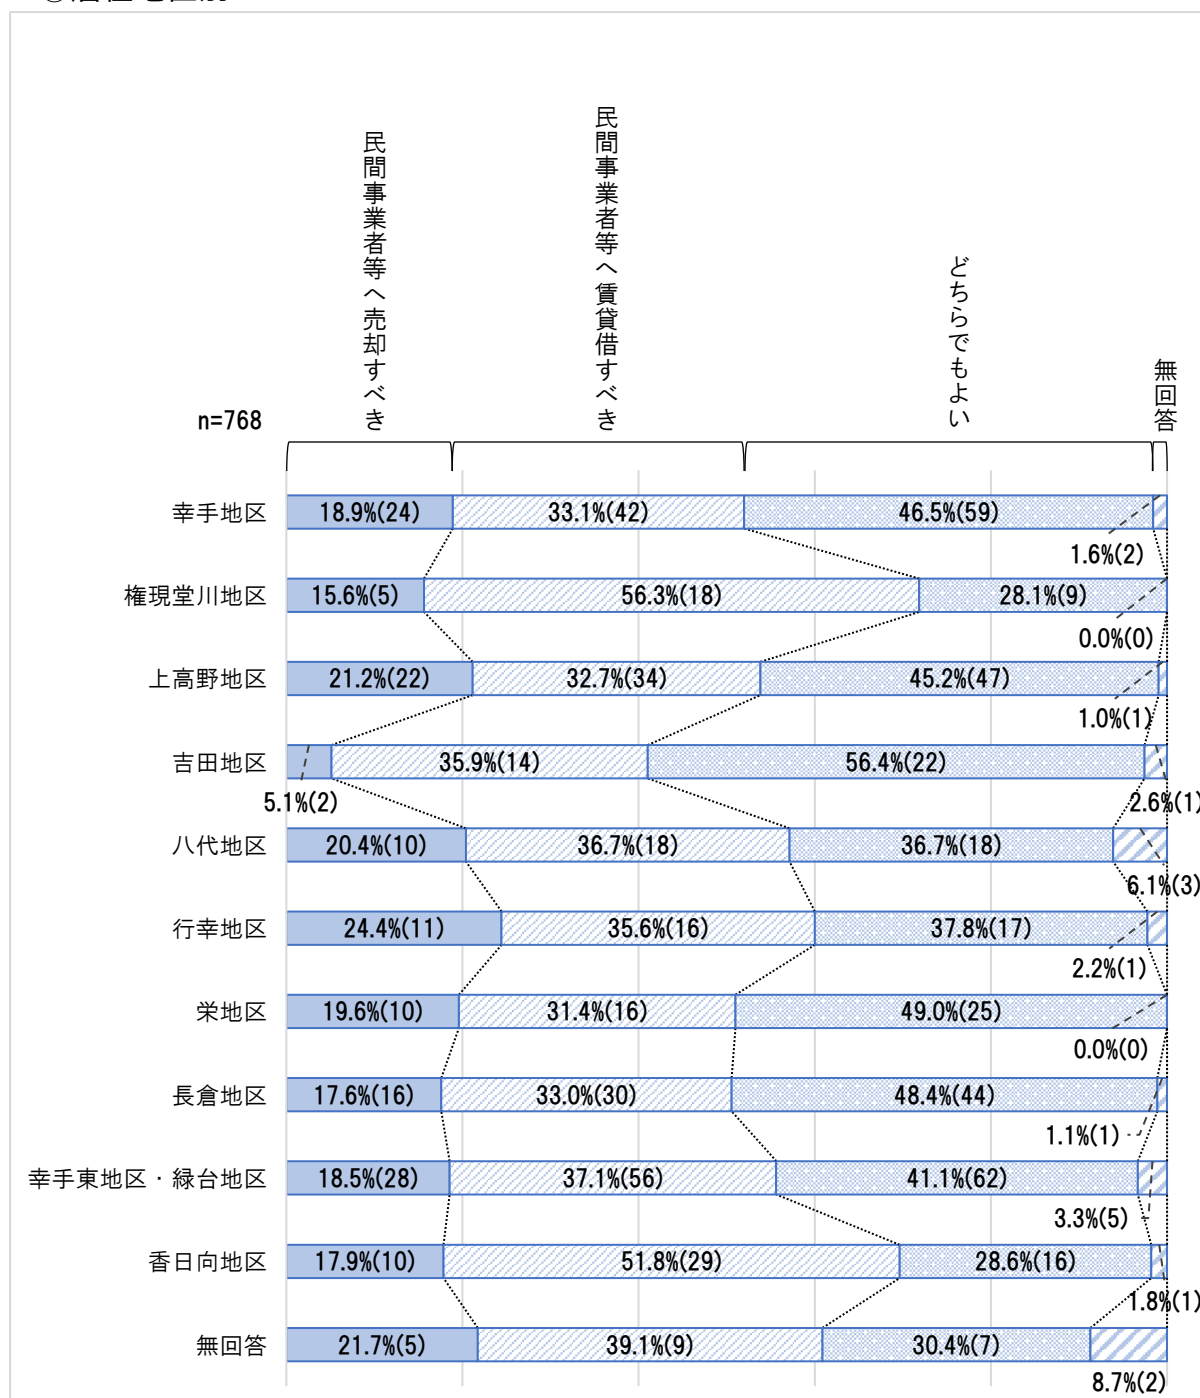 民間事業者等へ売却すべき
民間事業者等へ賃貸借すべき
どちらでもよい
無回答
n=768
幸手地区 18.9%(24) 33.1%(42) 46.5%(59) 1.6%(2)
権現堂川地区 15.6%(5) 56.3%(18) 28.1%(9) 0.0%(0)
上高野地区 21.2%(22) 32.7%(34) 45.2%(47) 1.0%(1)
吉田地区 5.1%(2) 35.9%(14) 56.4%(22) 2.6%(1)
八代地区 20.4%(10) 36.7%(18) 36.7%(18) 6.1%(3)
行幸地区 24.4%(11) 35.6%(16) 37.8%(17) 2.2%(1)
栄地区 19.6%(10) 31.4%(16) 49.0%(25) 0.0%(0)
長倉地区 17.6%(16) 33.0%(30) 48.4%(44) 1.1%(1)
幸手東地区・緑台地区 18.5%(28) 37.1%(56) 41.1%(62) 3.3%(5)
香日向地区 17.9%(10) 51.8%(29) 28.6%(16) 1.8%(1)
無回答 21.7%(5) 39.1%(9) 30.4%(7) 8.7%(2)